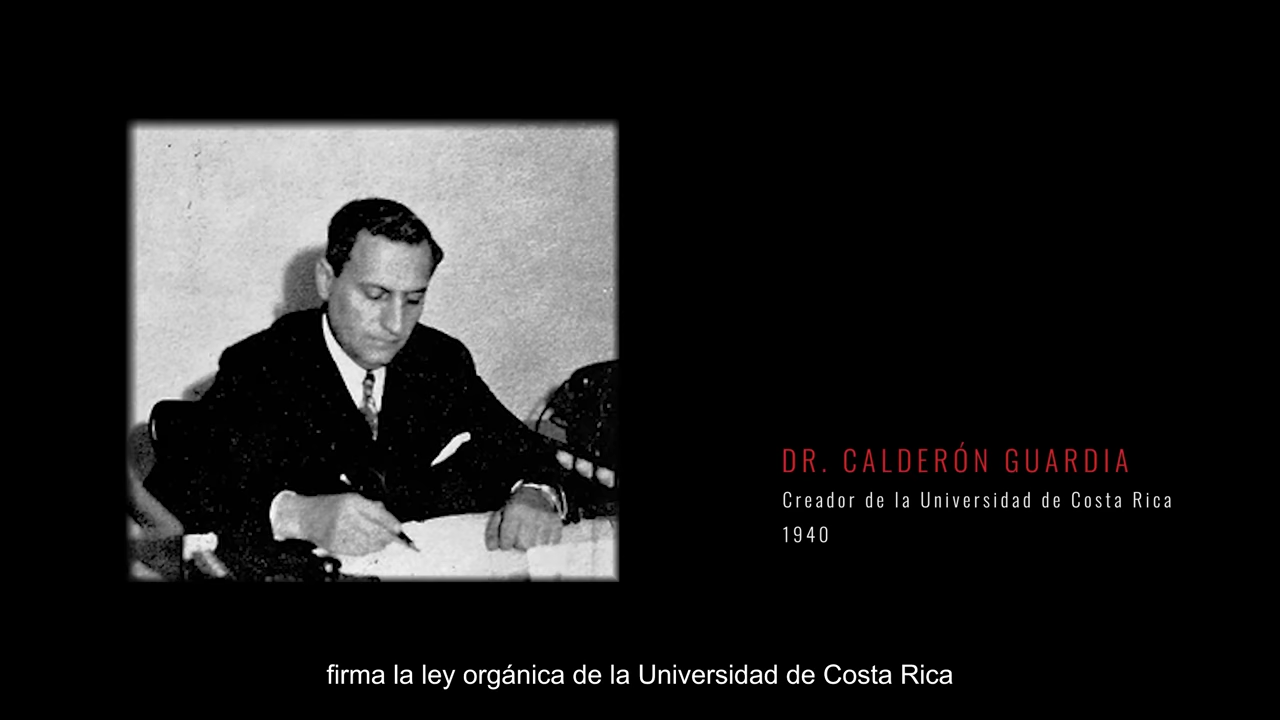 DR. CALDERÓN GUARDIA
Creador de la Universidad de Costa Rica
1940
firma la ley orgánica de la Universidad de Costa Rica